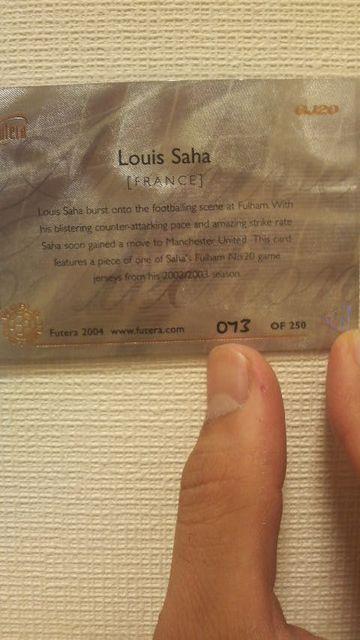 GJ20
futera
Louis Saha
[FRANCE]
Louis Saha burst onto the footballing scene at Fulham. With
his blistering counter-attacking pace and amazing strike rate
Saha soon gained a move to Manchester United. This card
features a piece of one of Saha's Fulham No.20 game
jerseys from his 2002/2003 season.
Futera 2004 www.futera.com 073 OF 250